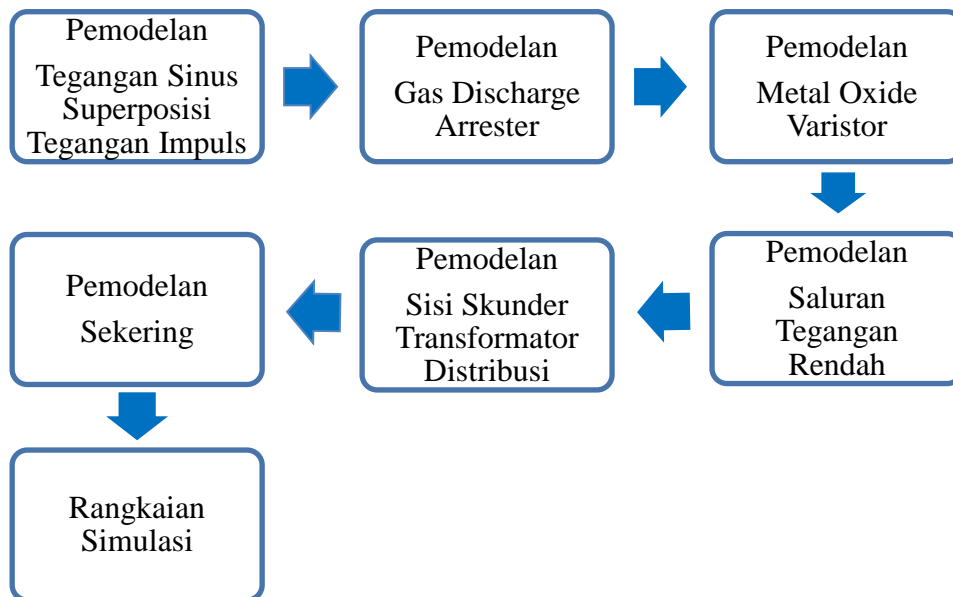 Pemodelan
Tegangan Sinus
Superposisi
Tegangan Impuls
Pemodelan
Gas Discharge
Arrester
Pemodelan
Metal Oxide
Varistor
Pemodelan
Saluran
Tegangan
Rendah
Pemodelan
Sisi Skunder
Transformator
Distribusi
Pemodelan
Sekering
Rangkaian
Simulasi